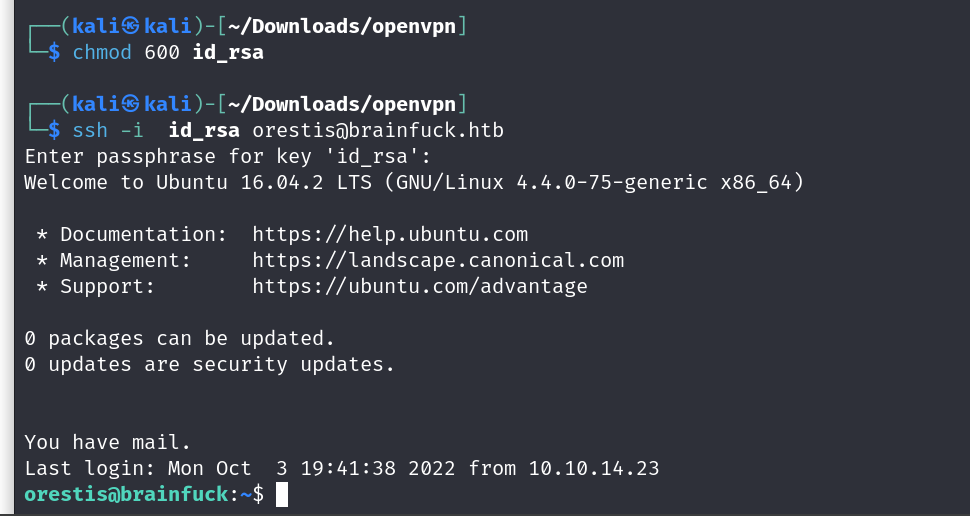 ┌──(kali㉿kali)-[~/Downloads/openvpn]
└─$ chmod 600 id_rsa
┌──(kali㉿kali)-[~/Downloads/openvpn]
└─$ ssh -i  id_rsa orestis@brainfuck.htb
Enter passphrase for key 'id_rsa':
Welcome to Ubuntu 16.04.2 LTS (GNU/Linux 4.4.0-75-generic x86_64)
 * Documentation:  https://help.ubuntu.com
 * Management:     https://landscape.canonical.com
 * Support:        https://ubuntu.com/advantage
0 packages can be updated.
0 updates are security updates.
You have mail.
Last login: Mon Oct  3 19:41:38 2022 from 10.10.14.23
orestis@brainfuck:~$